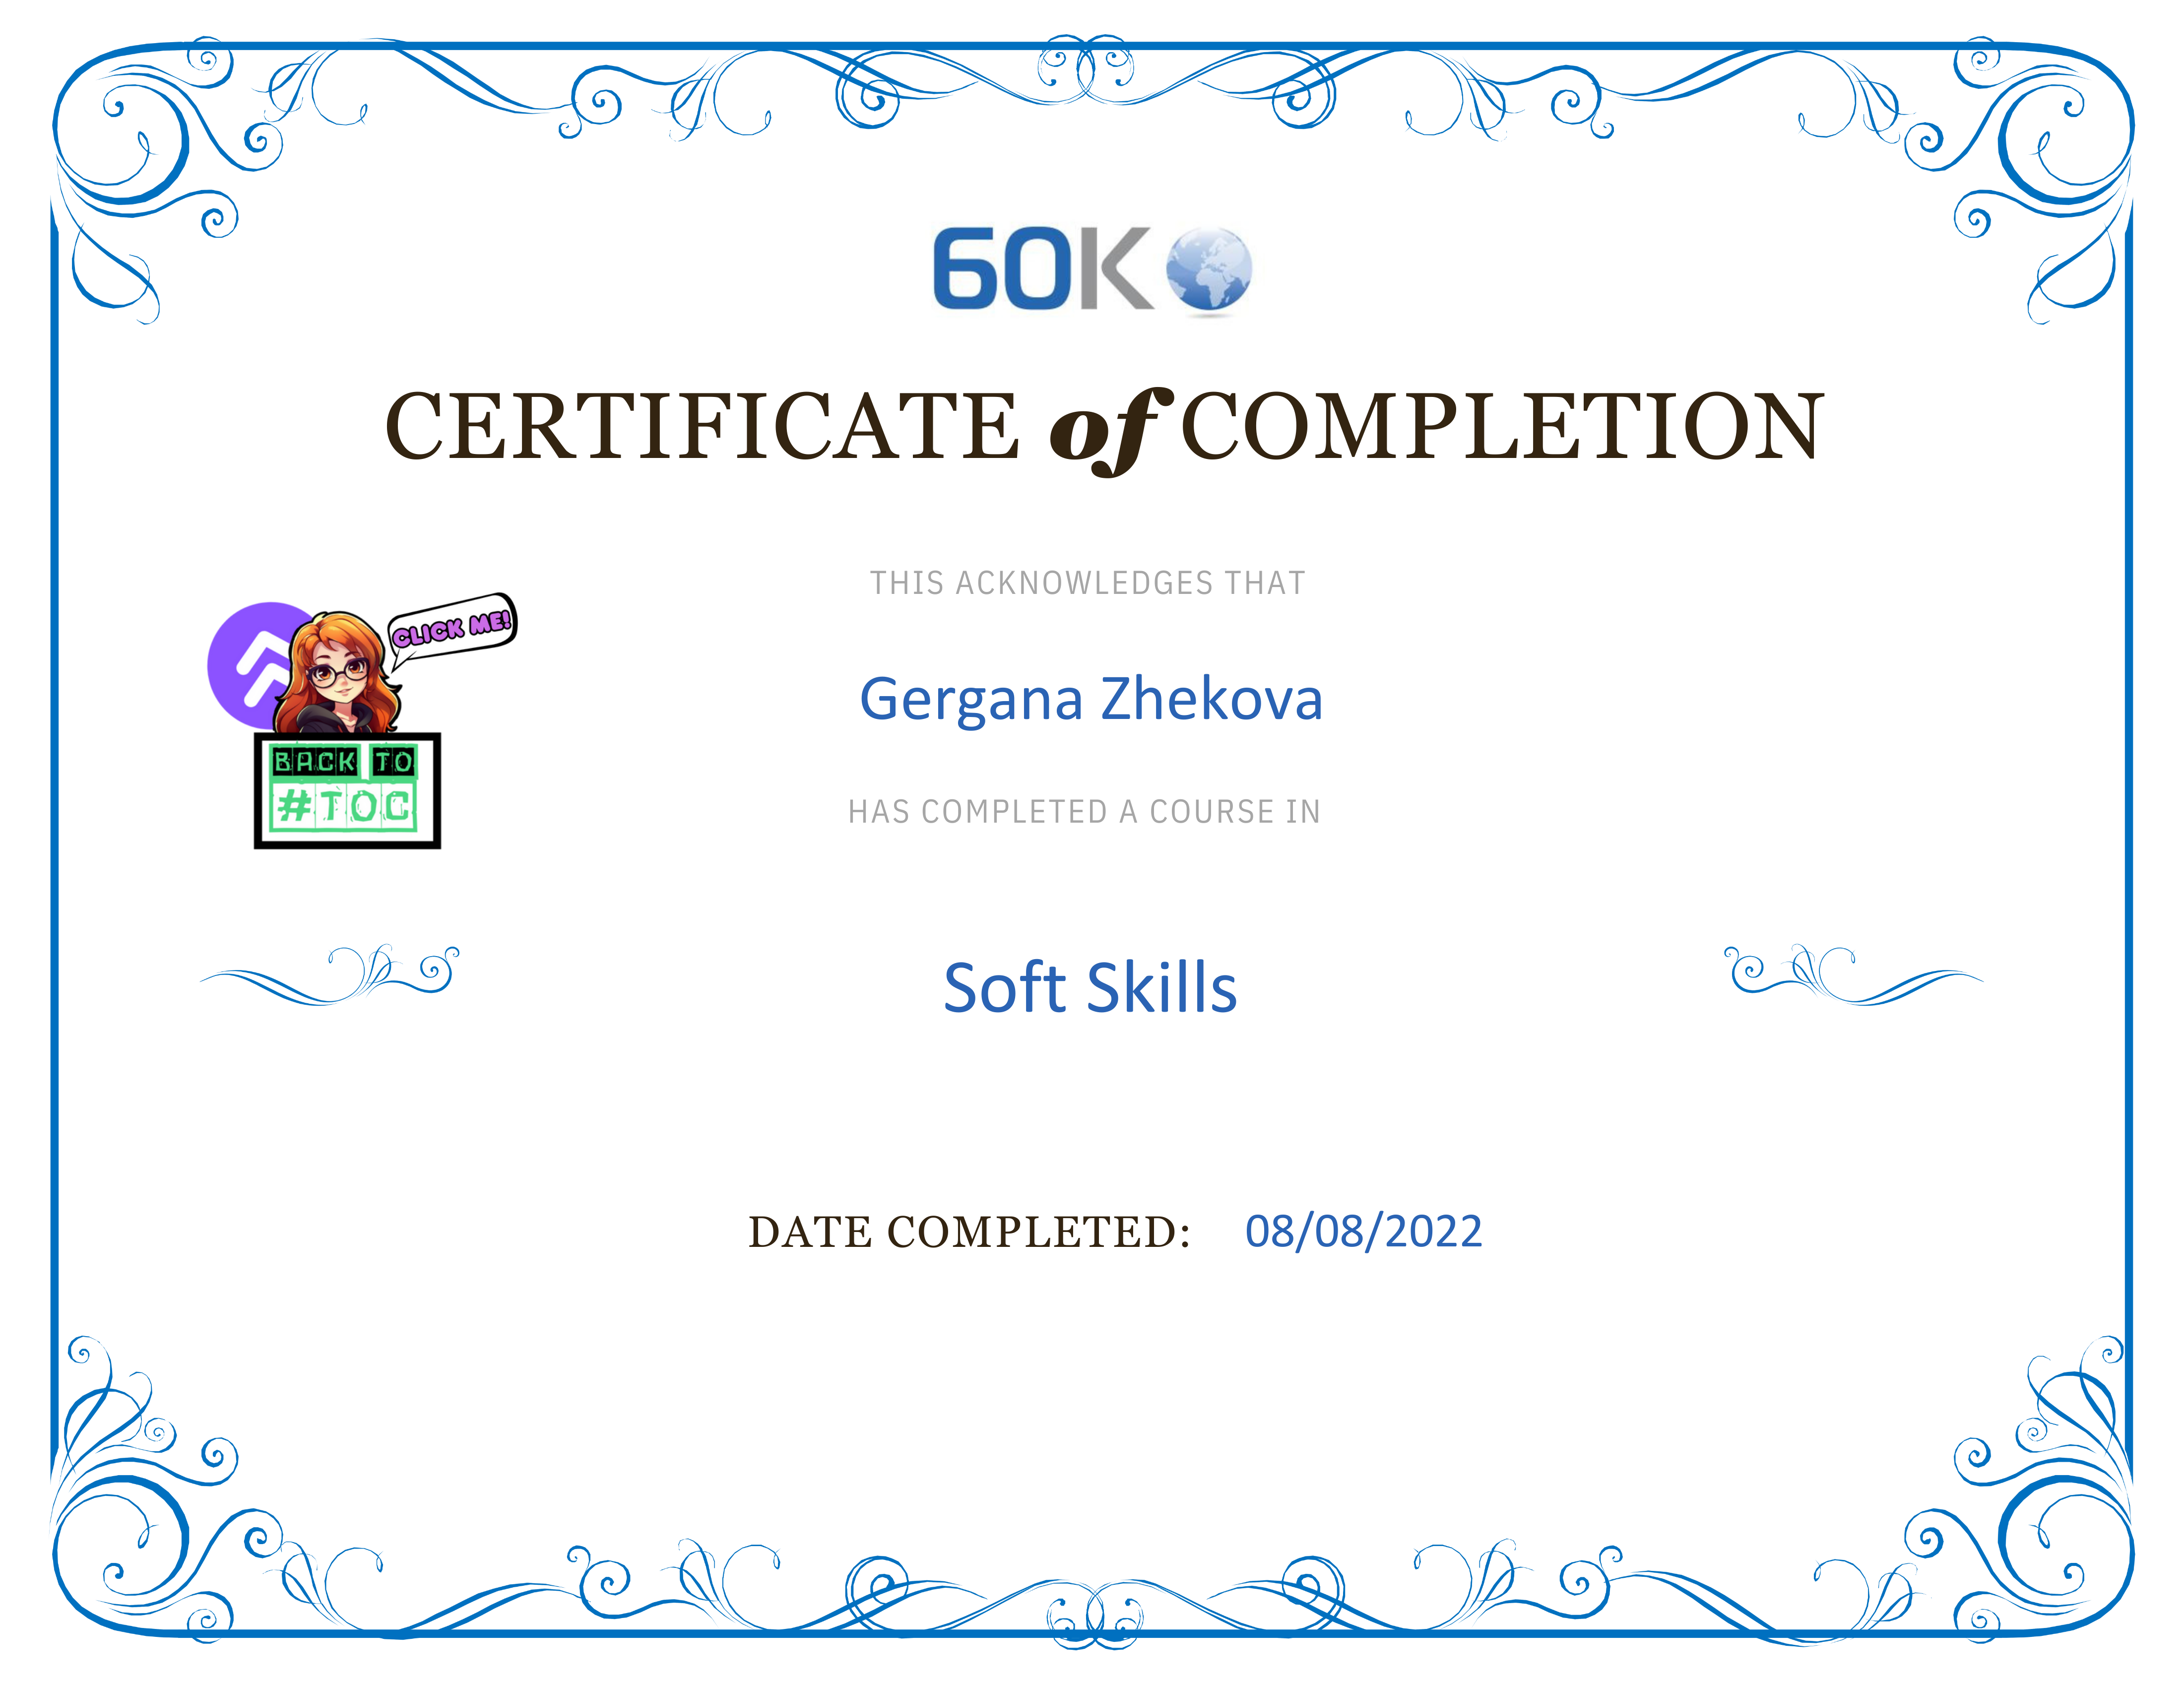 60K
CERTIFICATE of COMPLETION
THIS ACKNOWLEDGES THAT
CLICK ME!
Gergana Zhekova
BACK TO
#TOC
HAS COMPLETED A COURSE IN
Soft Skills
DATE COMPLETED: 08/08/2022